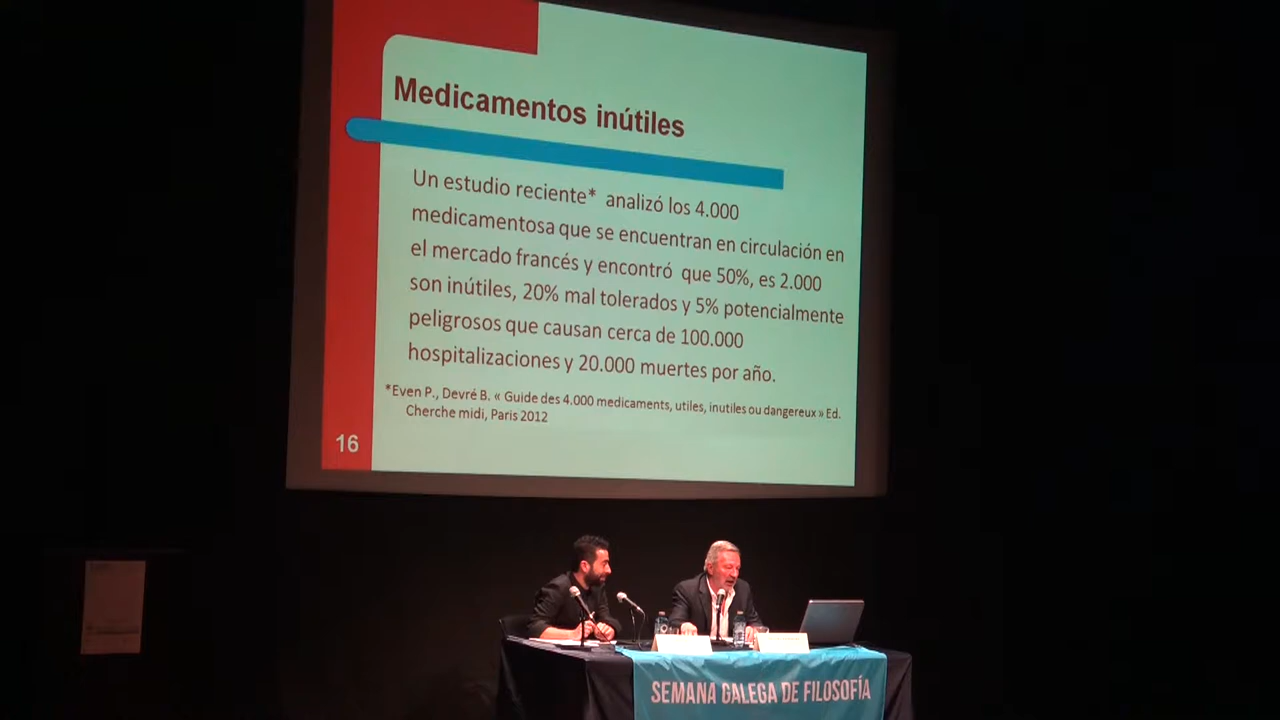 Medicamentos inútiles
Un estudio reciente* analizó los 4.000
medicamentosa que se encuentran en circulación en
el mercado francés y encontró que 50%, es 2.000
son inútiles, 20% mal tolerados y 5% potencialmente
peligrosos que causan cerca de 100.000
hospitalizaciones y 20.000 muertes por año.
*Even P., Devré B. « Guide des 4.000 medicaments, utiles, inutiles ou dangereux » Ed.
Cherche midi, Paris 2012
16
SEMANA GALEGA DE FILOSOFÍA